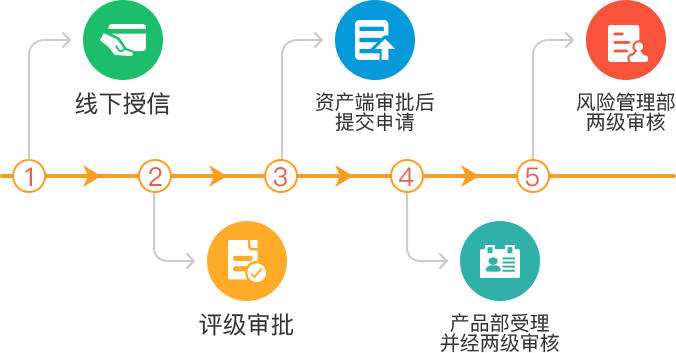 1
线下授信
2
评级审批
3
资产端审批后
提交申请
4
产品部受理
并经两级审核
5
风险管理部
两级审核